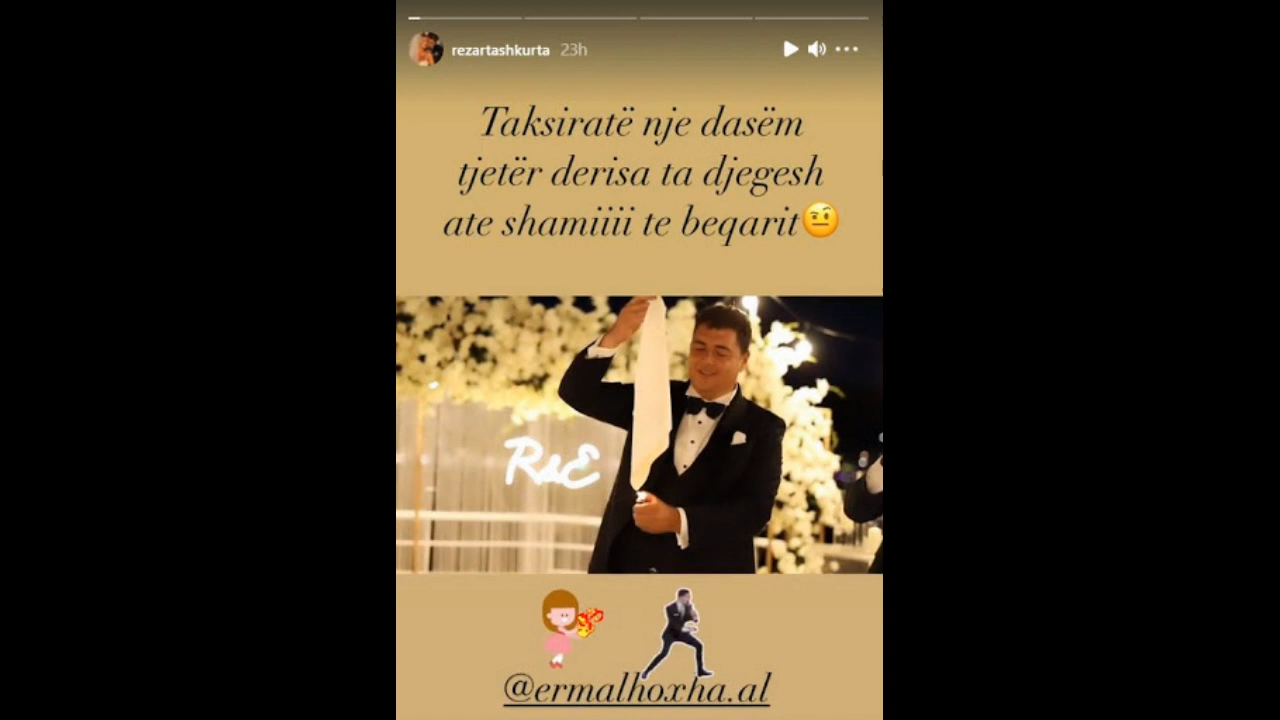 rezartashkurta 23h
Taksiratë nje dasëm
tjetër derisa ta djegesh
ate shamiiii te beqarit🤨
R&E
@ermalhoxha.al